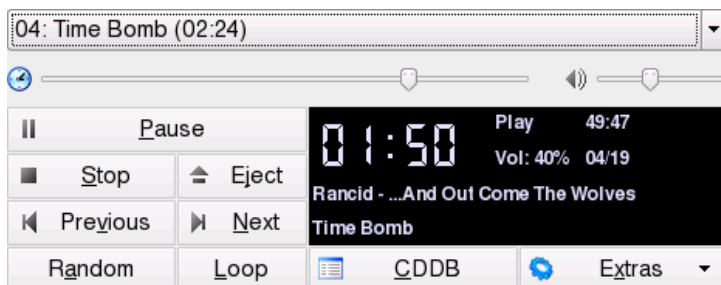 04: Time Bomb (02:24)
Pause
Stop
Eject
Previous
Next
Random
Loop
01:50
Play 49:47
Vol: 40% 04/19
Rancid - ...And Out Come The Wolves
Time Bomb
CDDB
Extras